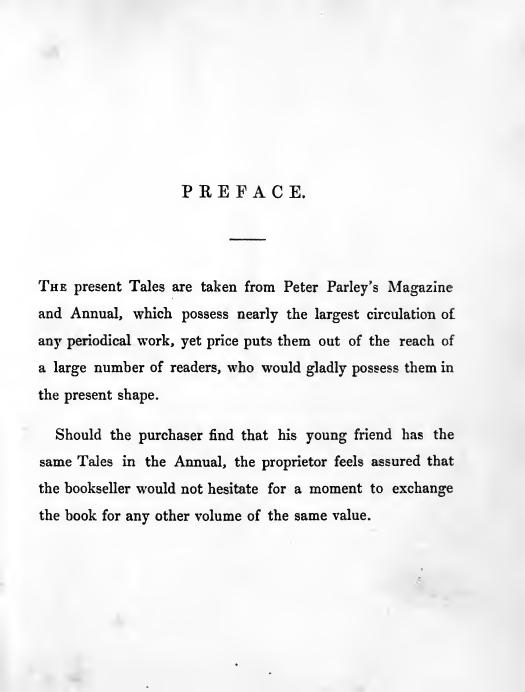 PREFACE.
The present Tales are taken from Peter Parley's Magazine
and Annual, which possess nearly the largest circulation of
any periodical work, yet price puts them out of the reach of
a large number of readers, who would gladly possess them in
the present shape.
Should the purchaser find that his young friend has the
same Tales in the Annual, the proprietor feels assured that
the bookseller would not hesitate for a moment to exchange
the book for any other volume of the same value.